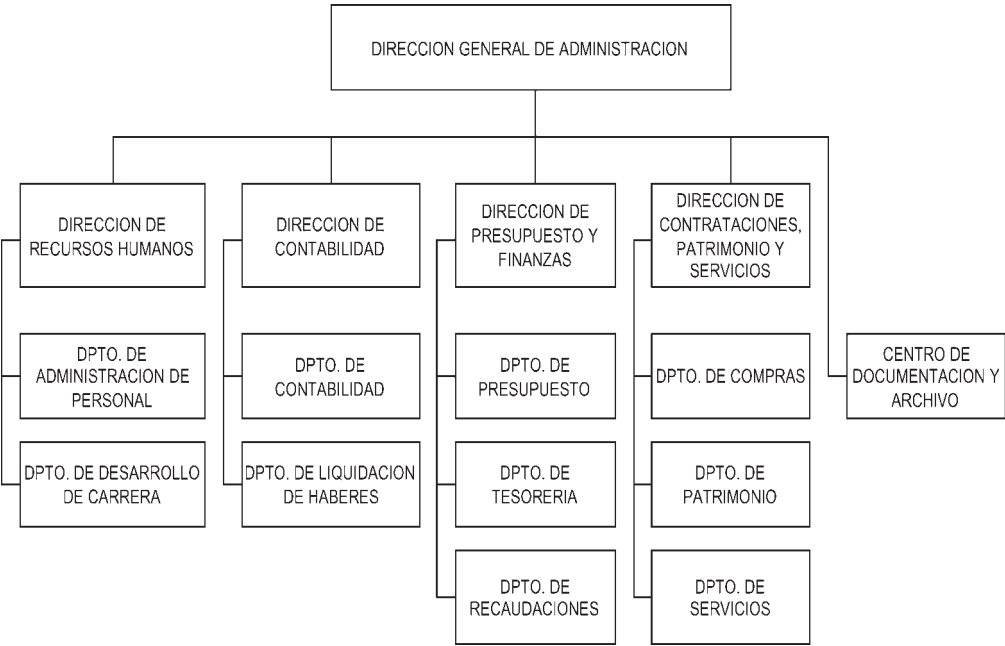 DIRECCION GENERAL DE ADMINISTRACION
DIRECCION DE
RECURSOS HUMANOS
DIRECCION DE
CONTABILIDAD
DIRECCION DE
PRESUPUESTO Y
FINANZAS
DIRECCION DE
CONTRATACIONES,
PATRIMONIO Y
SERVICIOS
DPTO. DE
ADMINISTRACION DE
PERSONAL
DPTO. DE
CONTABILIDAD
DPTO. DE
PRESUPUESTO
DPTO. DE COMPRAS
CENTRO DE
DOCUMENTACION Y
ARCHIVO
DPTO. DE DESARROLLO
DE CARRERA
DPTO. DE LIQUIDACION
DE HABERES
DPTO. DE
TESORERIA
DPTO. DE
PATRIMONIO
DPTO. DE
RECAUDACIONES
DPTO. DE
SERVICIOS